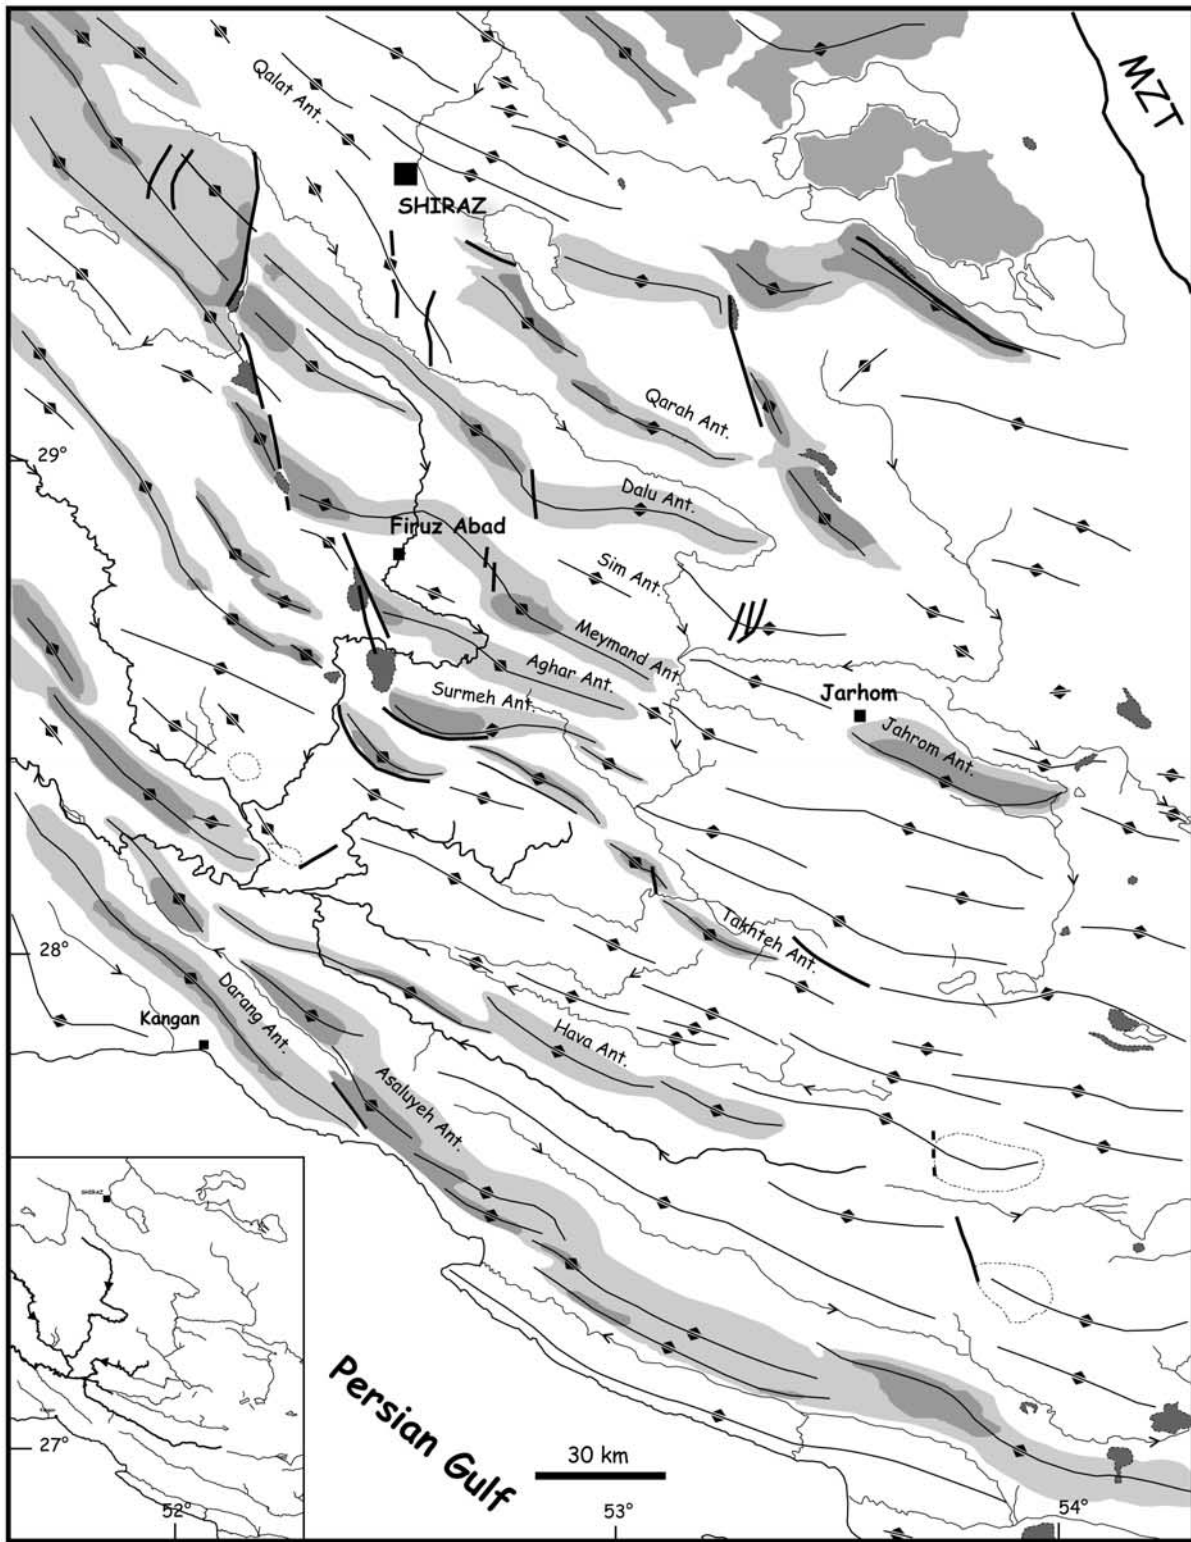 MZT
Qalat Ant.
SHIRAZ
Qarah Ant.
29°
Dalu Ant.
Firuz Abad
Sim Ant.
Meymand Ant.
Aghar Ant.
Surmeh Ant.
Jarhom
Jahrom Ant.
Takhteh Ant.
28°
Darang Ant.
Kangan
Hava Ant.
Asaluyeh Ant.
SHIRAZ
Persian Gulf
27°
30 km
52°
53°
54°